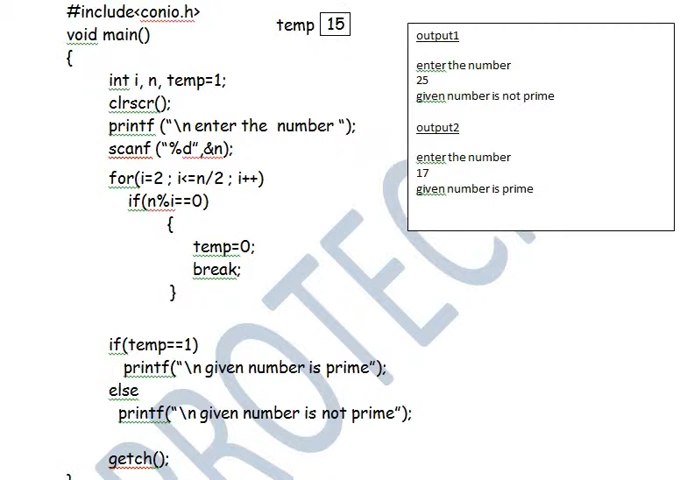 #include<conio.h>
void main()
{
int i, n, temp=1;
clrscr();
printf (“\n enter the  number “);
scanf (“%d”,&n);
for(i=2 ; i<=n/2 ; i++)
if(n%i==0)
{
temp=0;
break;
}
if(temp==1)
printf(“\n given number is prime”);
else
printf(“\n given number is not prime”);
getch();
temp 15
output1
enter the number
25
given number is not prime
output2
enter the number
17
given number is prime
PROTEC